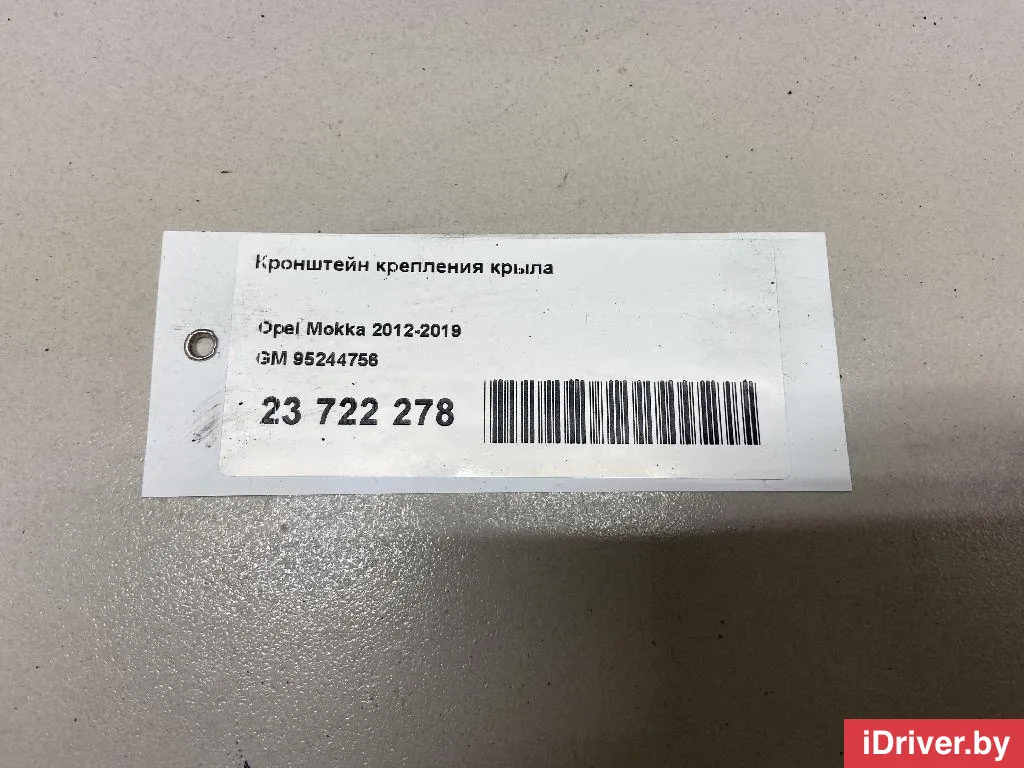 Кронштейн крепления крыла
Opel Mokka 2012-2019
GM 95244756
23 722 278
iDriver.by